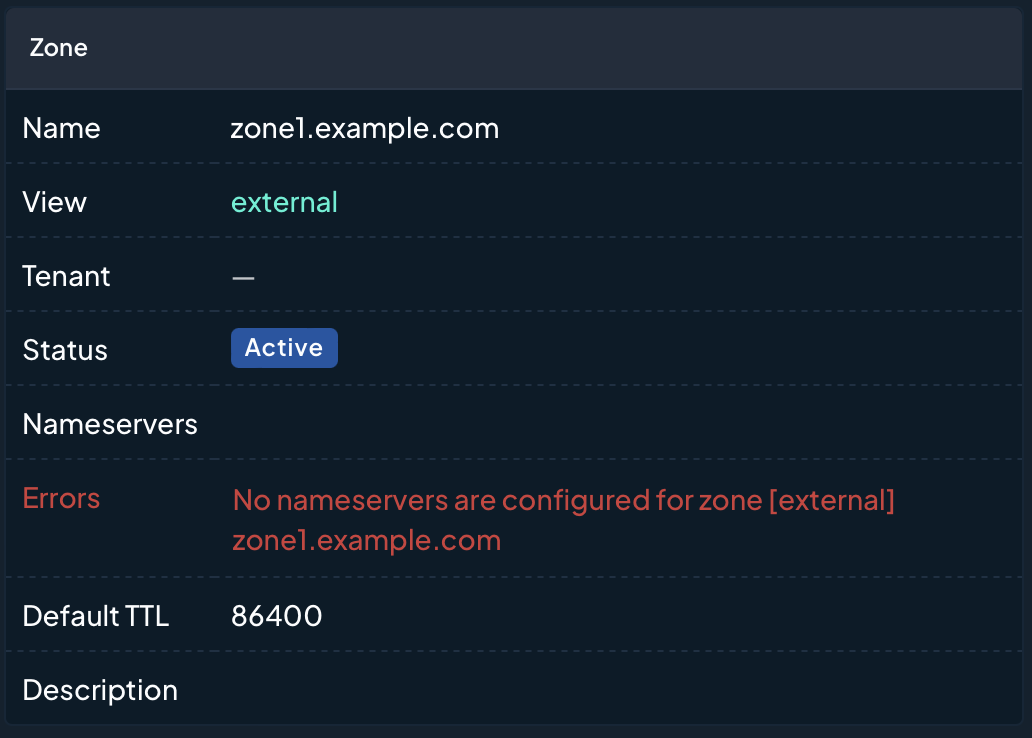 Zone
Name zone1.example.com
View external
Tenant —
Status Active
Nameservers
Errors No nameservers are configured for zone [external]
zone1.example.com
Default TTL 86400
Description